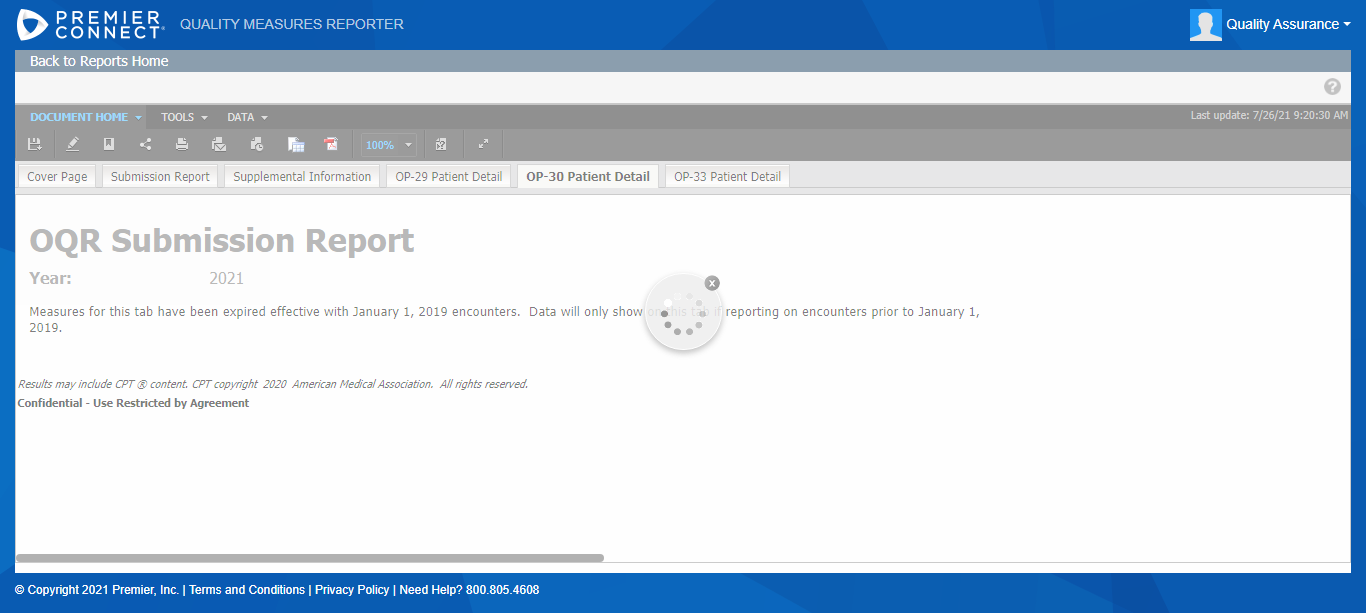 PREMIER
CONNECT.
QUALITY MEASURES REPORTER
Quality Assurance
Back to Reports Home
?
DOCUMENT HOME TOOLS DATA
Last update: 7/26/21 9:20:30 AM
100%
Cover Page Submission Report Supplemental Information OP-29 Patient Detail OP-30 Patient Detail OP-33 Patient Detail
OQR Submission Report
Year: 2021
x
Measures for this tab have been expired effective with January 1, 2019 encounters. Data will only show on this tab if reporting on encounters prior to January 1,
2019.
Results may include CPT ® content. CPT copyright 2020 American Medical Association. All rights reserved.
Confidential - Use Restricted by Agreement
© Copyright 2021 Premier, Inc. | Terms and Conditions | Privacy Policy | Need Help? 800.805.4608